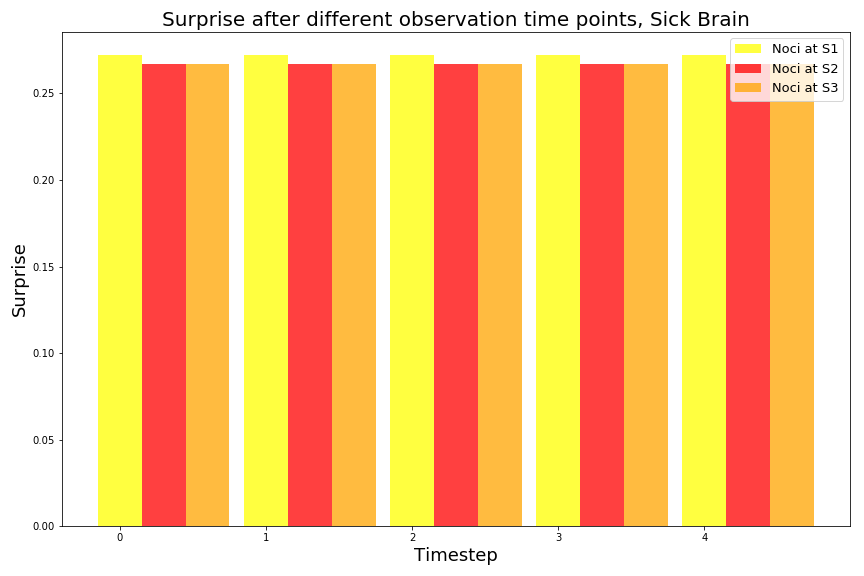 Surprise after different observation time points, Sick Brain
Noci at S1
Noci at S2
Noci at S3
Surprise
0.25
0.20
0.15
0.10
0.05
0.00
0 1 2 3 4
Timestep